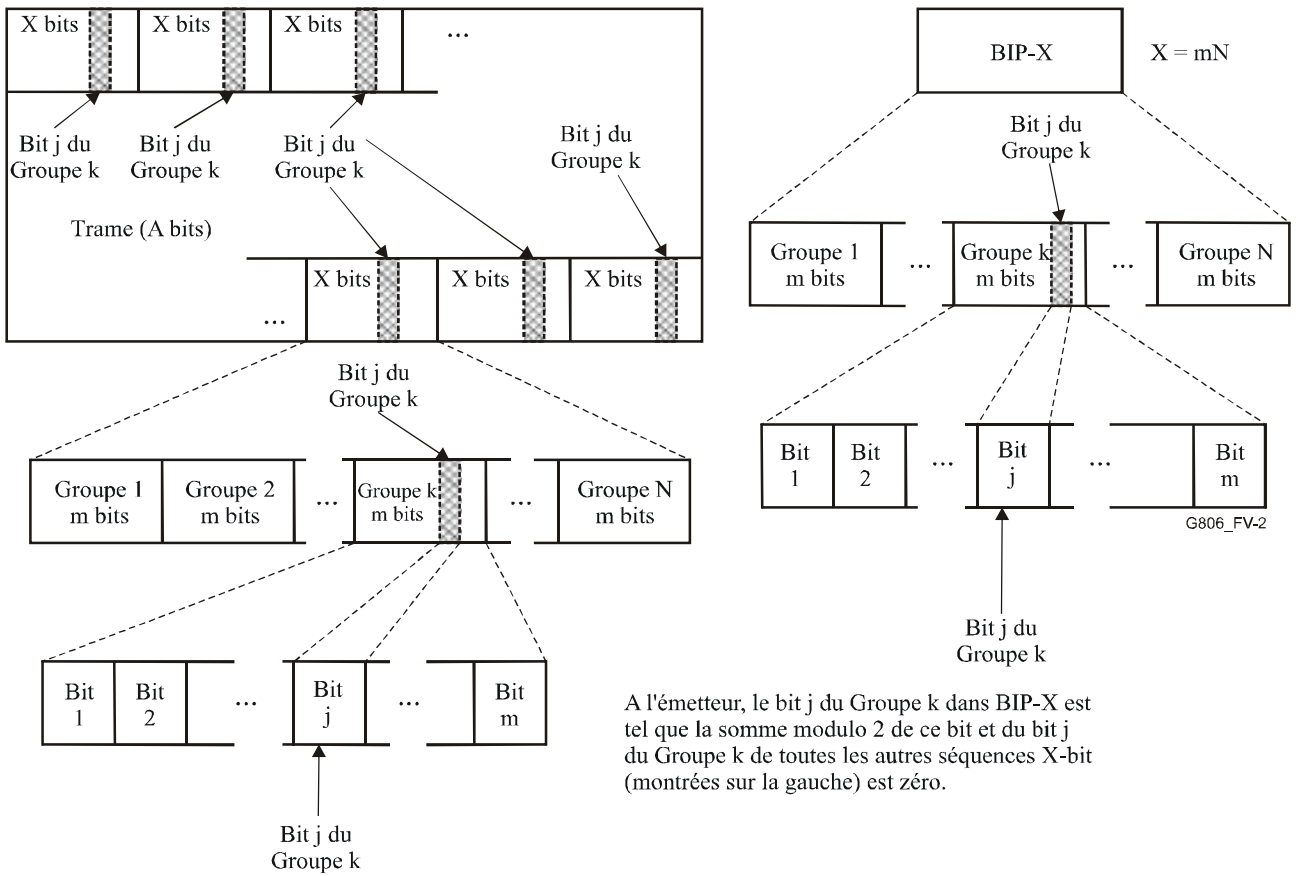 X bits X bits X bits ...
Bit j du
Groupe k
Bit j du
Groupe k
Bit j du
Groupe k
Bit j du
Groupe k
Trame (A bits)
... X bits X bits X bits
Bit j du
Groupe k
Groupe 1
m bits
Groupe 2
m bits
...
Groupe k
m bits
...
Groupe N
m bits
Bit
1
Bit
2
...
Bit
j
...
Bit
m
Bit j du
Groupe k
BIP-X X = mN
Bit j du
Groupe k
Groupe 1
m bits
...
Groupe k
m bits
...
Groupe N
m bits
Bit
1
Bit
2
...
Bit
j
...
Bit
m
G806_FV-2
Bit j du
Groupe k
A l'émetteur, le bit j du Groupe k dans BIP-X est
tel que la somme modulo 2 de ce bit et du bit j
du Groupe k de toutes les autres séquences X-bit
(montrées sur la gauche) est zéro.